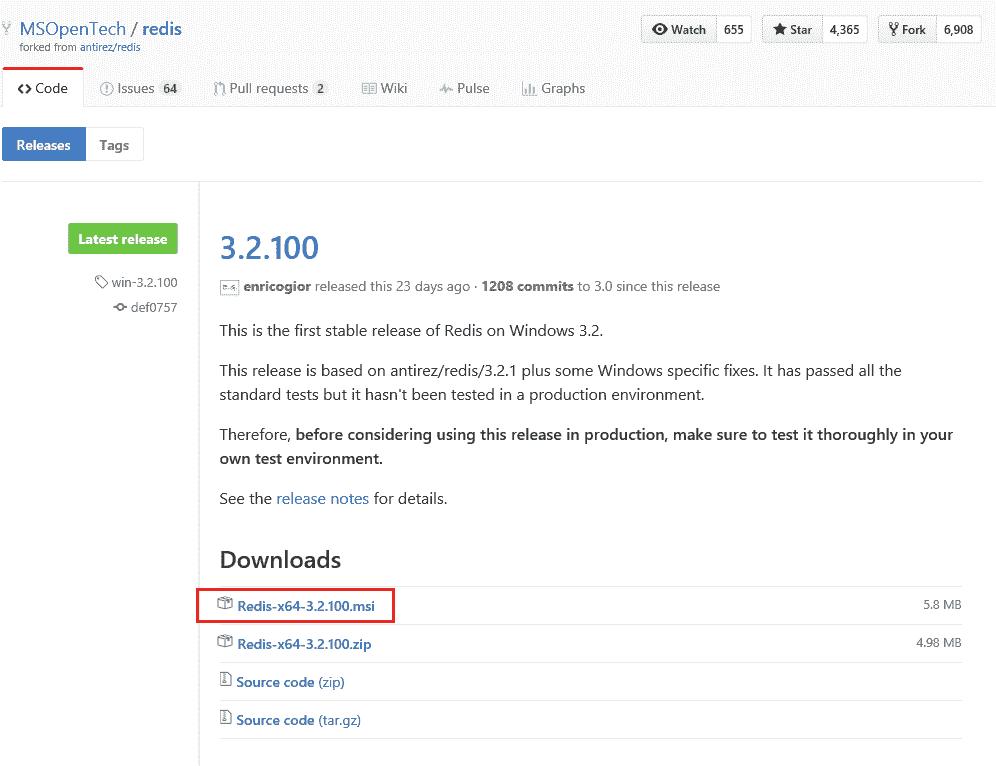 MSOpenTech / redis
forked from antirez/redis
Watch 655 Star 4,365 Fork 6,908
Code Issues 64 Pull requests 2 Wiki Pulse Graphs
Releases Tags
Latest release
win-3.2.100
def0757
3.2.100
enricogior released this 23 days ago · 1208 commits to 3.0 since this release
This is the first stable release of Redis on Windows 3.2.
This release is based on antirez/redis/3.2.1 plus some Windows specific fixes. It has passed all the
standard tests but it hasn't been tested in a production environment.
Therefore, before considering using this release in production, make sure to test it thoroughly in your
own test environment.
See the release notes for details.
Downloads
Redis-x64-3.2.100.msi 5.8 MB
Redis-x64-3.2.100.zip 4.98 MB
Source code (zip)
Source code (tar.gz)